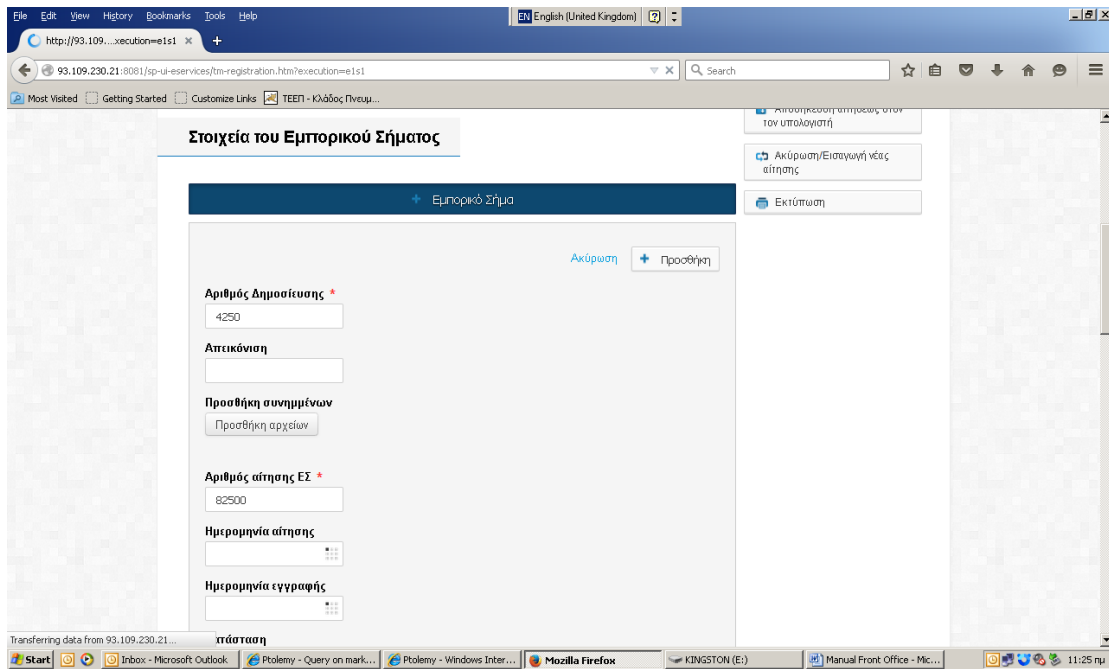 File Edit View History Bookmarks Tools Help
EN English (United Kingdom)
http://93.109....xecution=e1s1
93.109.230.21:8081/sp-ui-eservices/tm-registration.htm?execution=e1s1
Search
Most Visited Getting Started Customize Links ΤΕΕΠ - Κλάδος Πνευμ...
Αποθήκευση αιτήσεως στον
τον υπολογιστή
Στοιχεία του Εμπορικού Σήματος
Ακύρωση/Εισαγωγή νέας
αίτησης
+ Εμπορικό Σήμα
Εκτύπωση
Ακύρωση + Προσθήκη
Αριθμός Δημοσίευσης *
4250
Απεικόνιση
Προσθήκη συνημμένων
Προσθήκη αρχείων
Αριθμός αίτησης ΕΣ *
82500
Ημερομηνία αίτησης
Ημερομηνία εγγραφής
Transferring data from 93.109.230.21... ατάσταση
Start Inbox - Microsoft Outlook Ptolemy - Query on mark... Ptolemy - Windows Inter... Mozilla Firefox KINGSTON (E:) Manual Front Office - Mic... 11:25 πμ